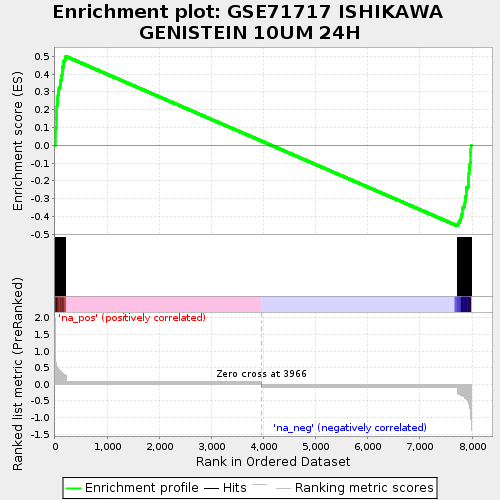 Enrichment plot: GSE71717 ISHIKAWA
GENISTEIN 10UM 24H
Enrichment score (ES)
0.5
0.4
0.3
0.2
0.1
0.0
-0.1
-0.2
-0.3
-0.4
-0.5
'na_pos' (positively correlated)
Ranked list metric (PreRanked)
2.0
1.5
1.0
0.5
0.0
-0.5
-1.0
-1.5
Zero cross at 3966
'na_neg' (negatively correlated)
0 1,000 2,000 3,000 4,000 5,000 6,000 7,000 8,000
Rank in Ordered Dataset
Enrichment profile Hits Ranking metric scores